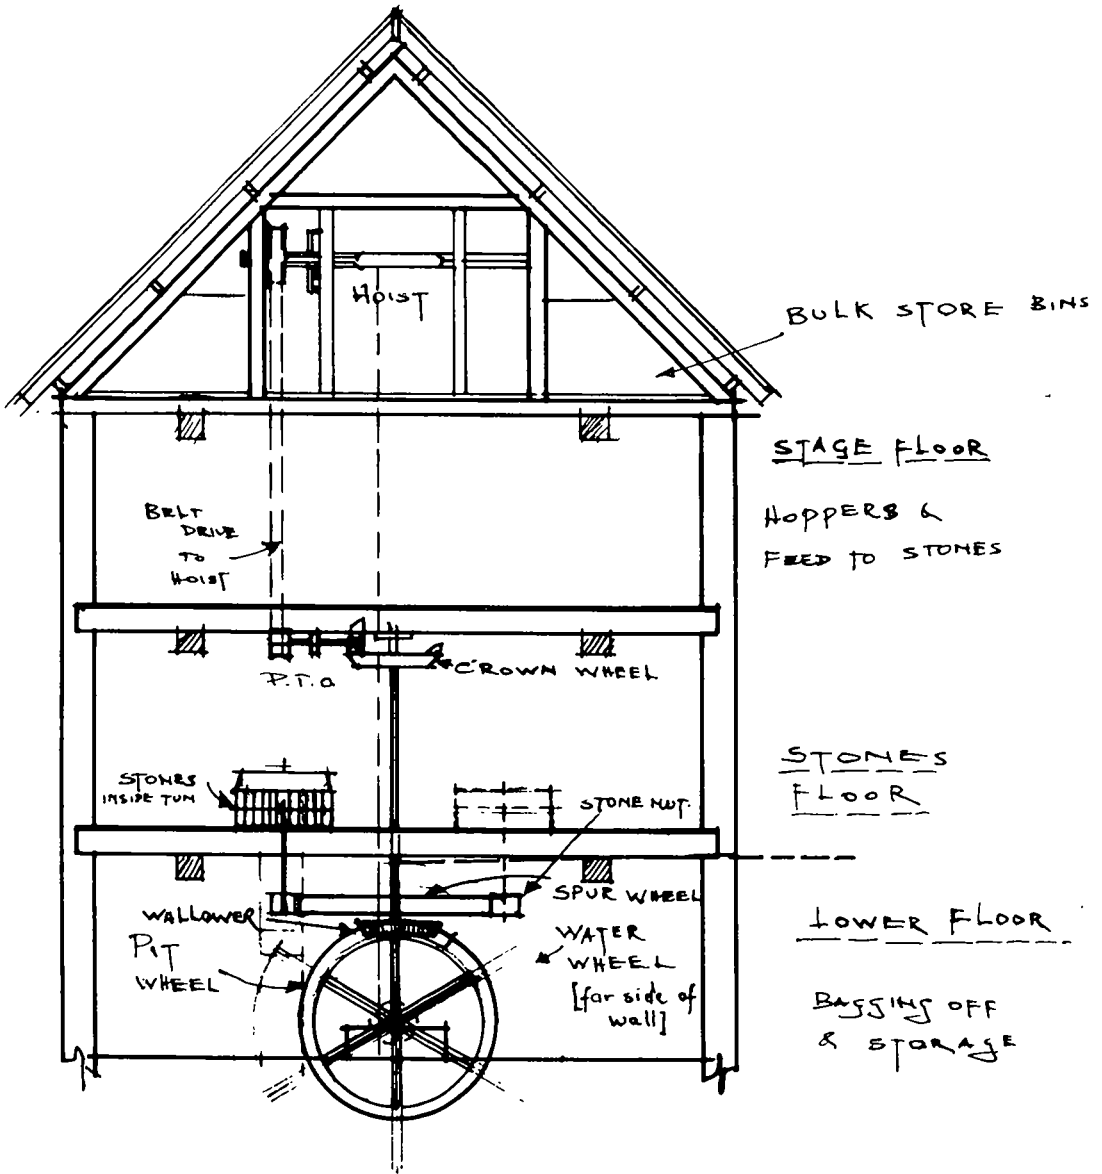 HOIST
BULK STORE BINS
STAGE FLOOR
HOPPERS &
FEED TO STONES
BELT
DRIVE
TO
HOIST
P.T.O
CROWN WHEEL
STONES
INSIDE TUN
STONE NUT.
STONES
FLOOR
SPUR WHEEL
WALLOWER
PIT
WHEEL
WATER
WHEEL
[far side of
wall]
LOWER FLOOR
BAGGING OFF
& STORAGE